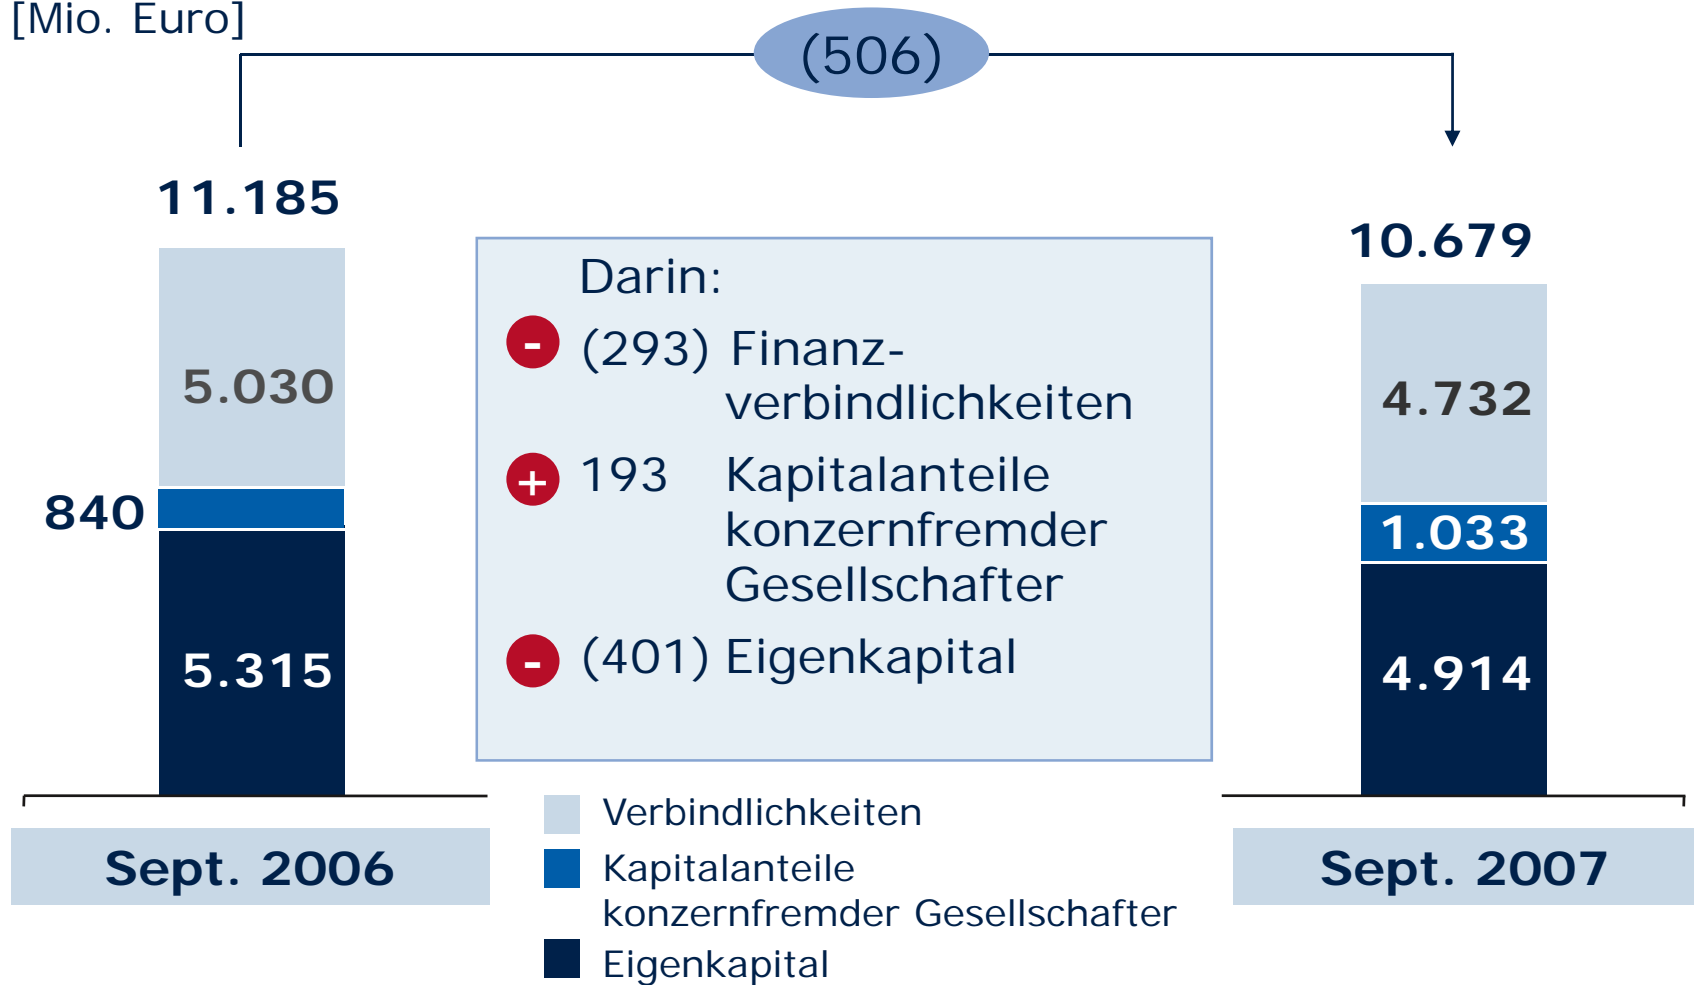 [Mio. Euro]
(506)
11.185
5.030
840
5.315
Darin:
- (293) Finanz-
verbindlichkeiten
+ 193 Kapitalanteile
konzernfremder
Gesellschafter
- (401) Eigenkapital
10.679
4.732
1.033
4.914
Sept. 2006
Verbindlichkeiten
Kapitalanteile
konzernfremder Gesellschafter
Eigenkapital
Sept. 2007